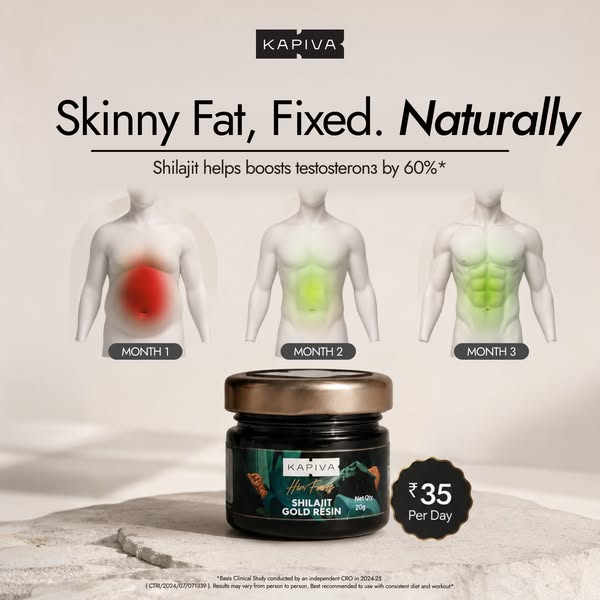 KAPIVA
Skinny Fat, Fixed. Naturally
Shilajit helps boosts testosteron3 by 60%*
MONTH 1
MONTH 2
MONTH 3
KAPIVA
Him Foods
SHILAJIT
GOLD RESIN
Net Qty.
20g
₹35
Per Day
*Basis Clinical Study conducted by an independent CRO in 2024-25
( CTRI/2024/07/071339 ). Results may vary from person to person, Best recommended to use with consistent diet and workout*